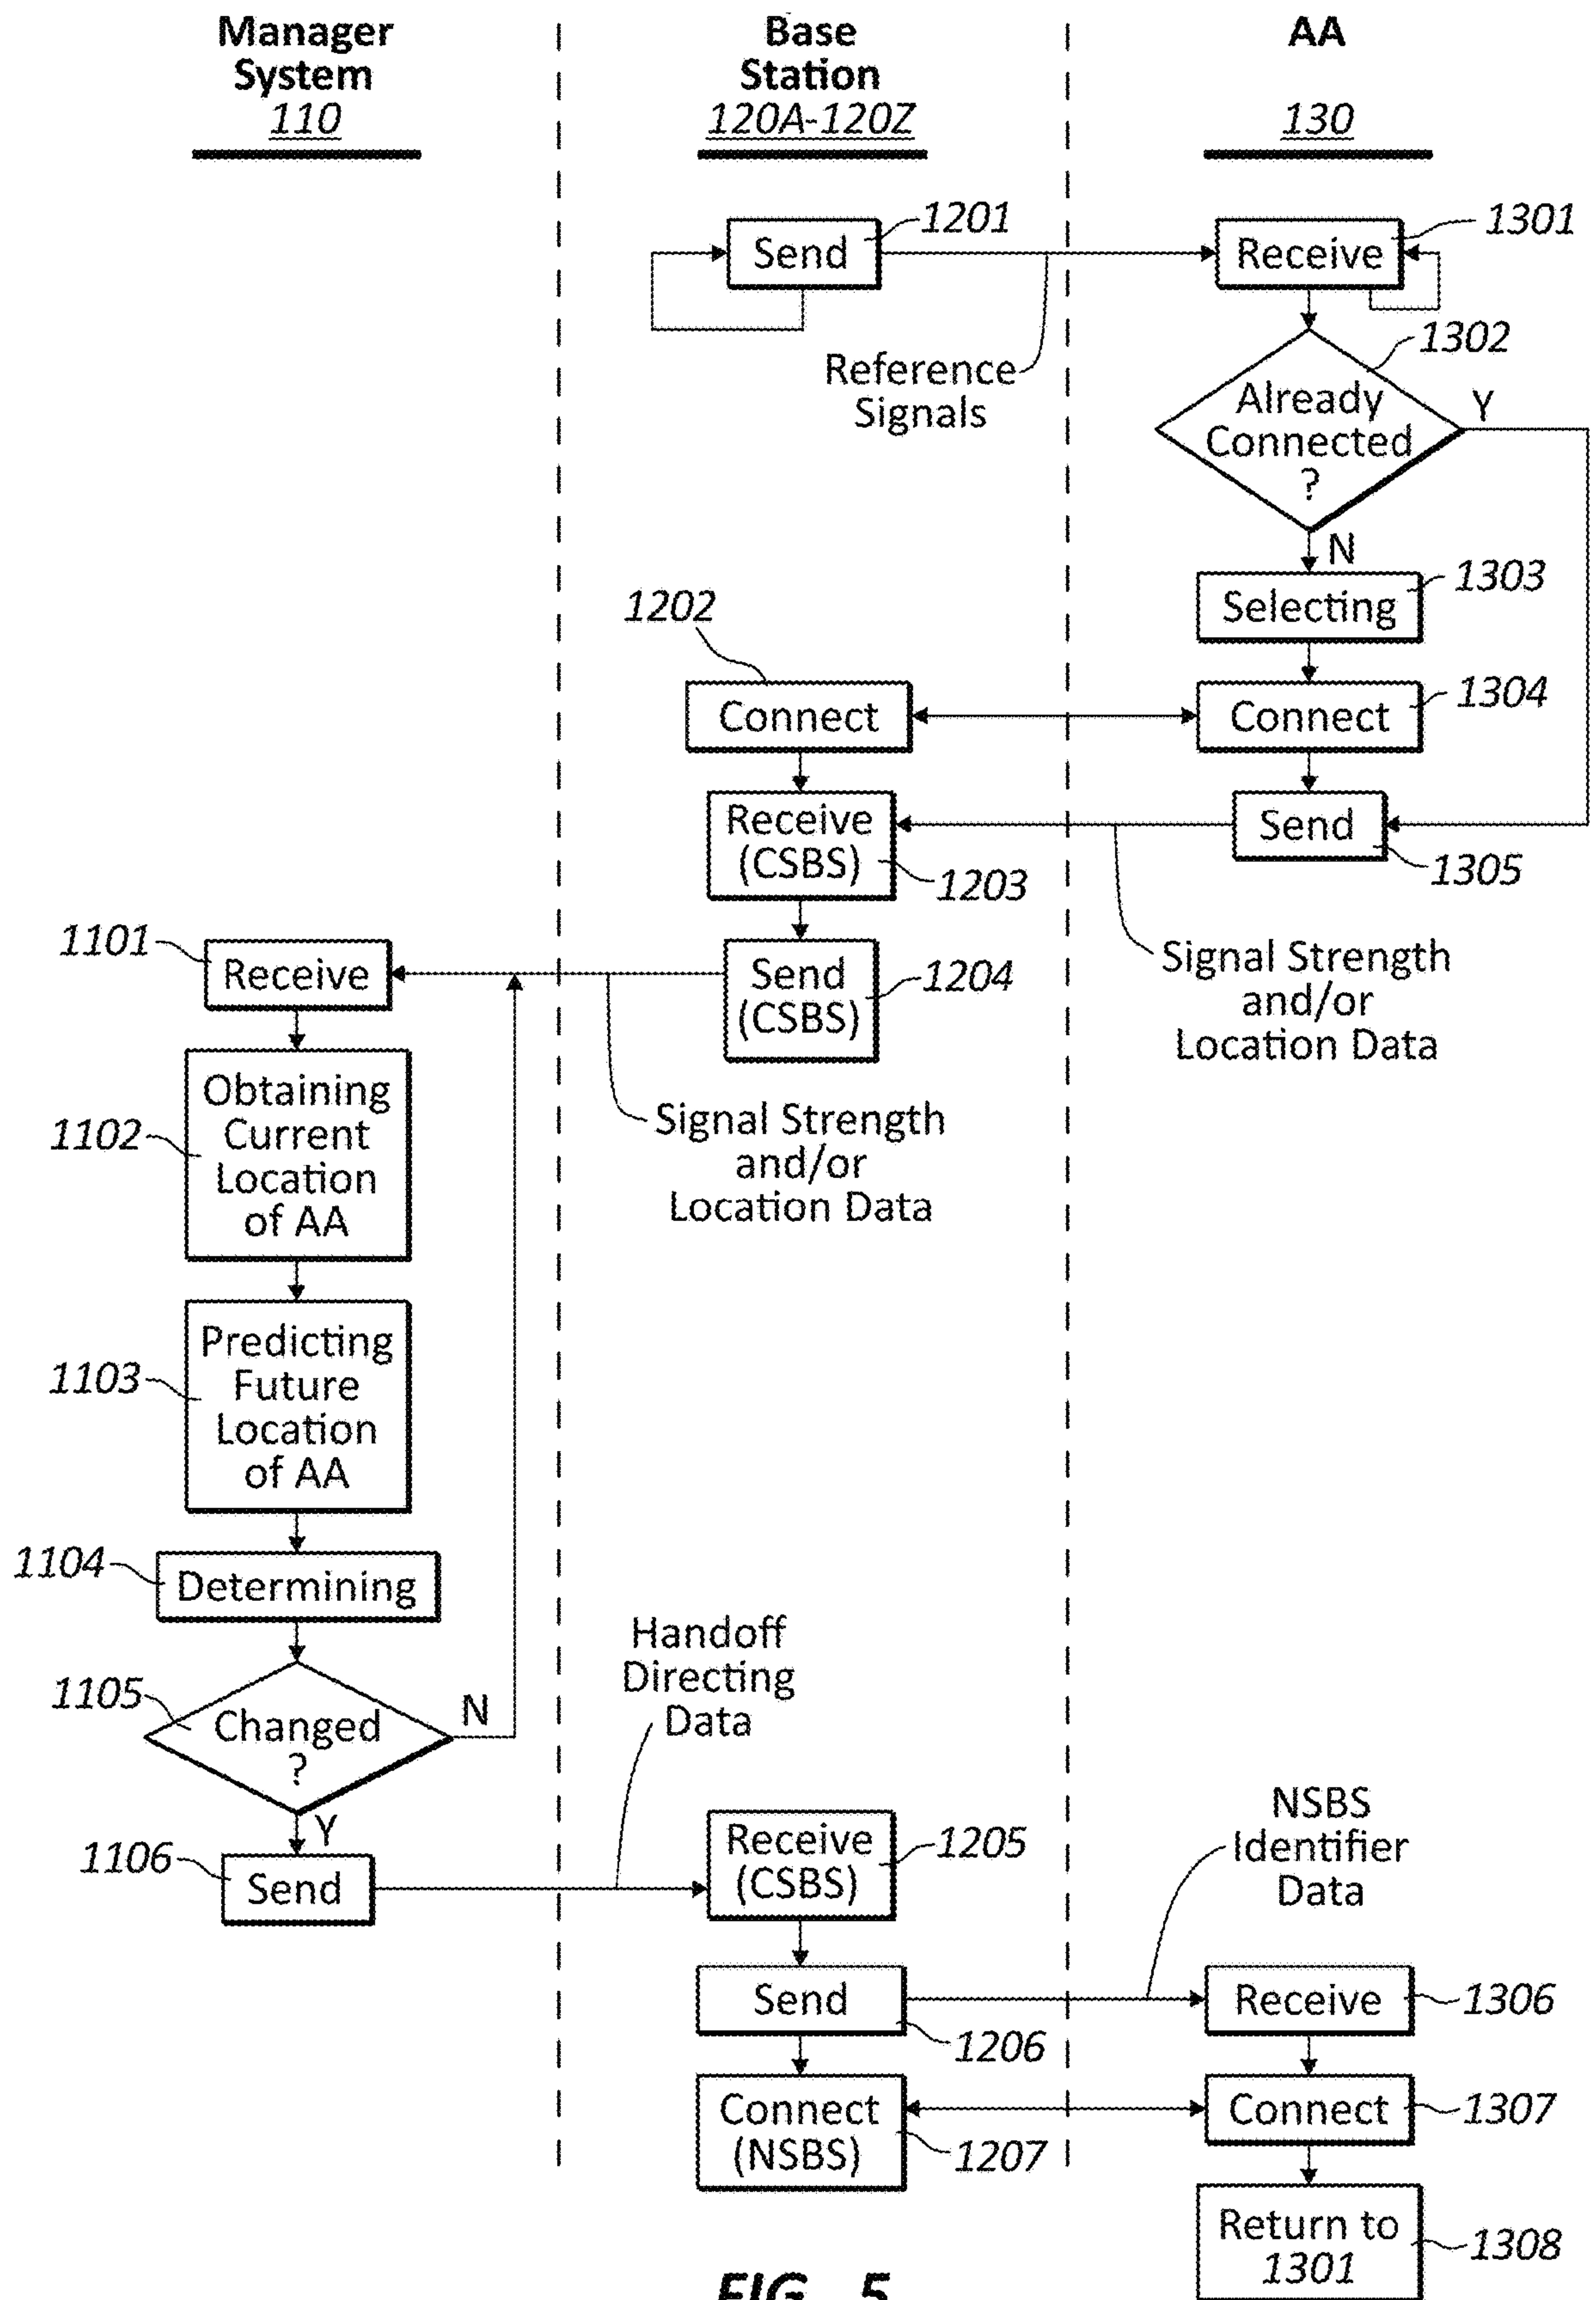 Manager
System
110
Base
Station
120A-120Z
AA
130
Send
1201
Receive
1301
Reference
Signals
Already
Connected
?
1302
Y
N
Selecting
1303
1202
Connect
Connect
1304
Receive
(CSBS)
1203
Send
1305
Signal Strength
and/or
Location Data
1101
Receive
Send
(CSBS)
1204
Signal Strength
and/or
Location Data
1102
Obtaining
Current
Location
of AA
1103
Predicting
Future
Location
of AA
1104
Determining
1105
Changed
?
N
Y
1106
Send
Handoff
Directing
Data
Receive
(CSBS)
1205
NSBS
Identifier
Data
Send
1206
Receive
1306
Connect
(NSBS)
1207
Connect
1307
Return to
1301
1308
FIG. 5